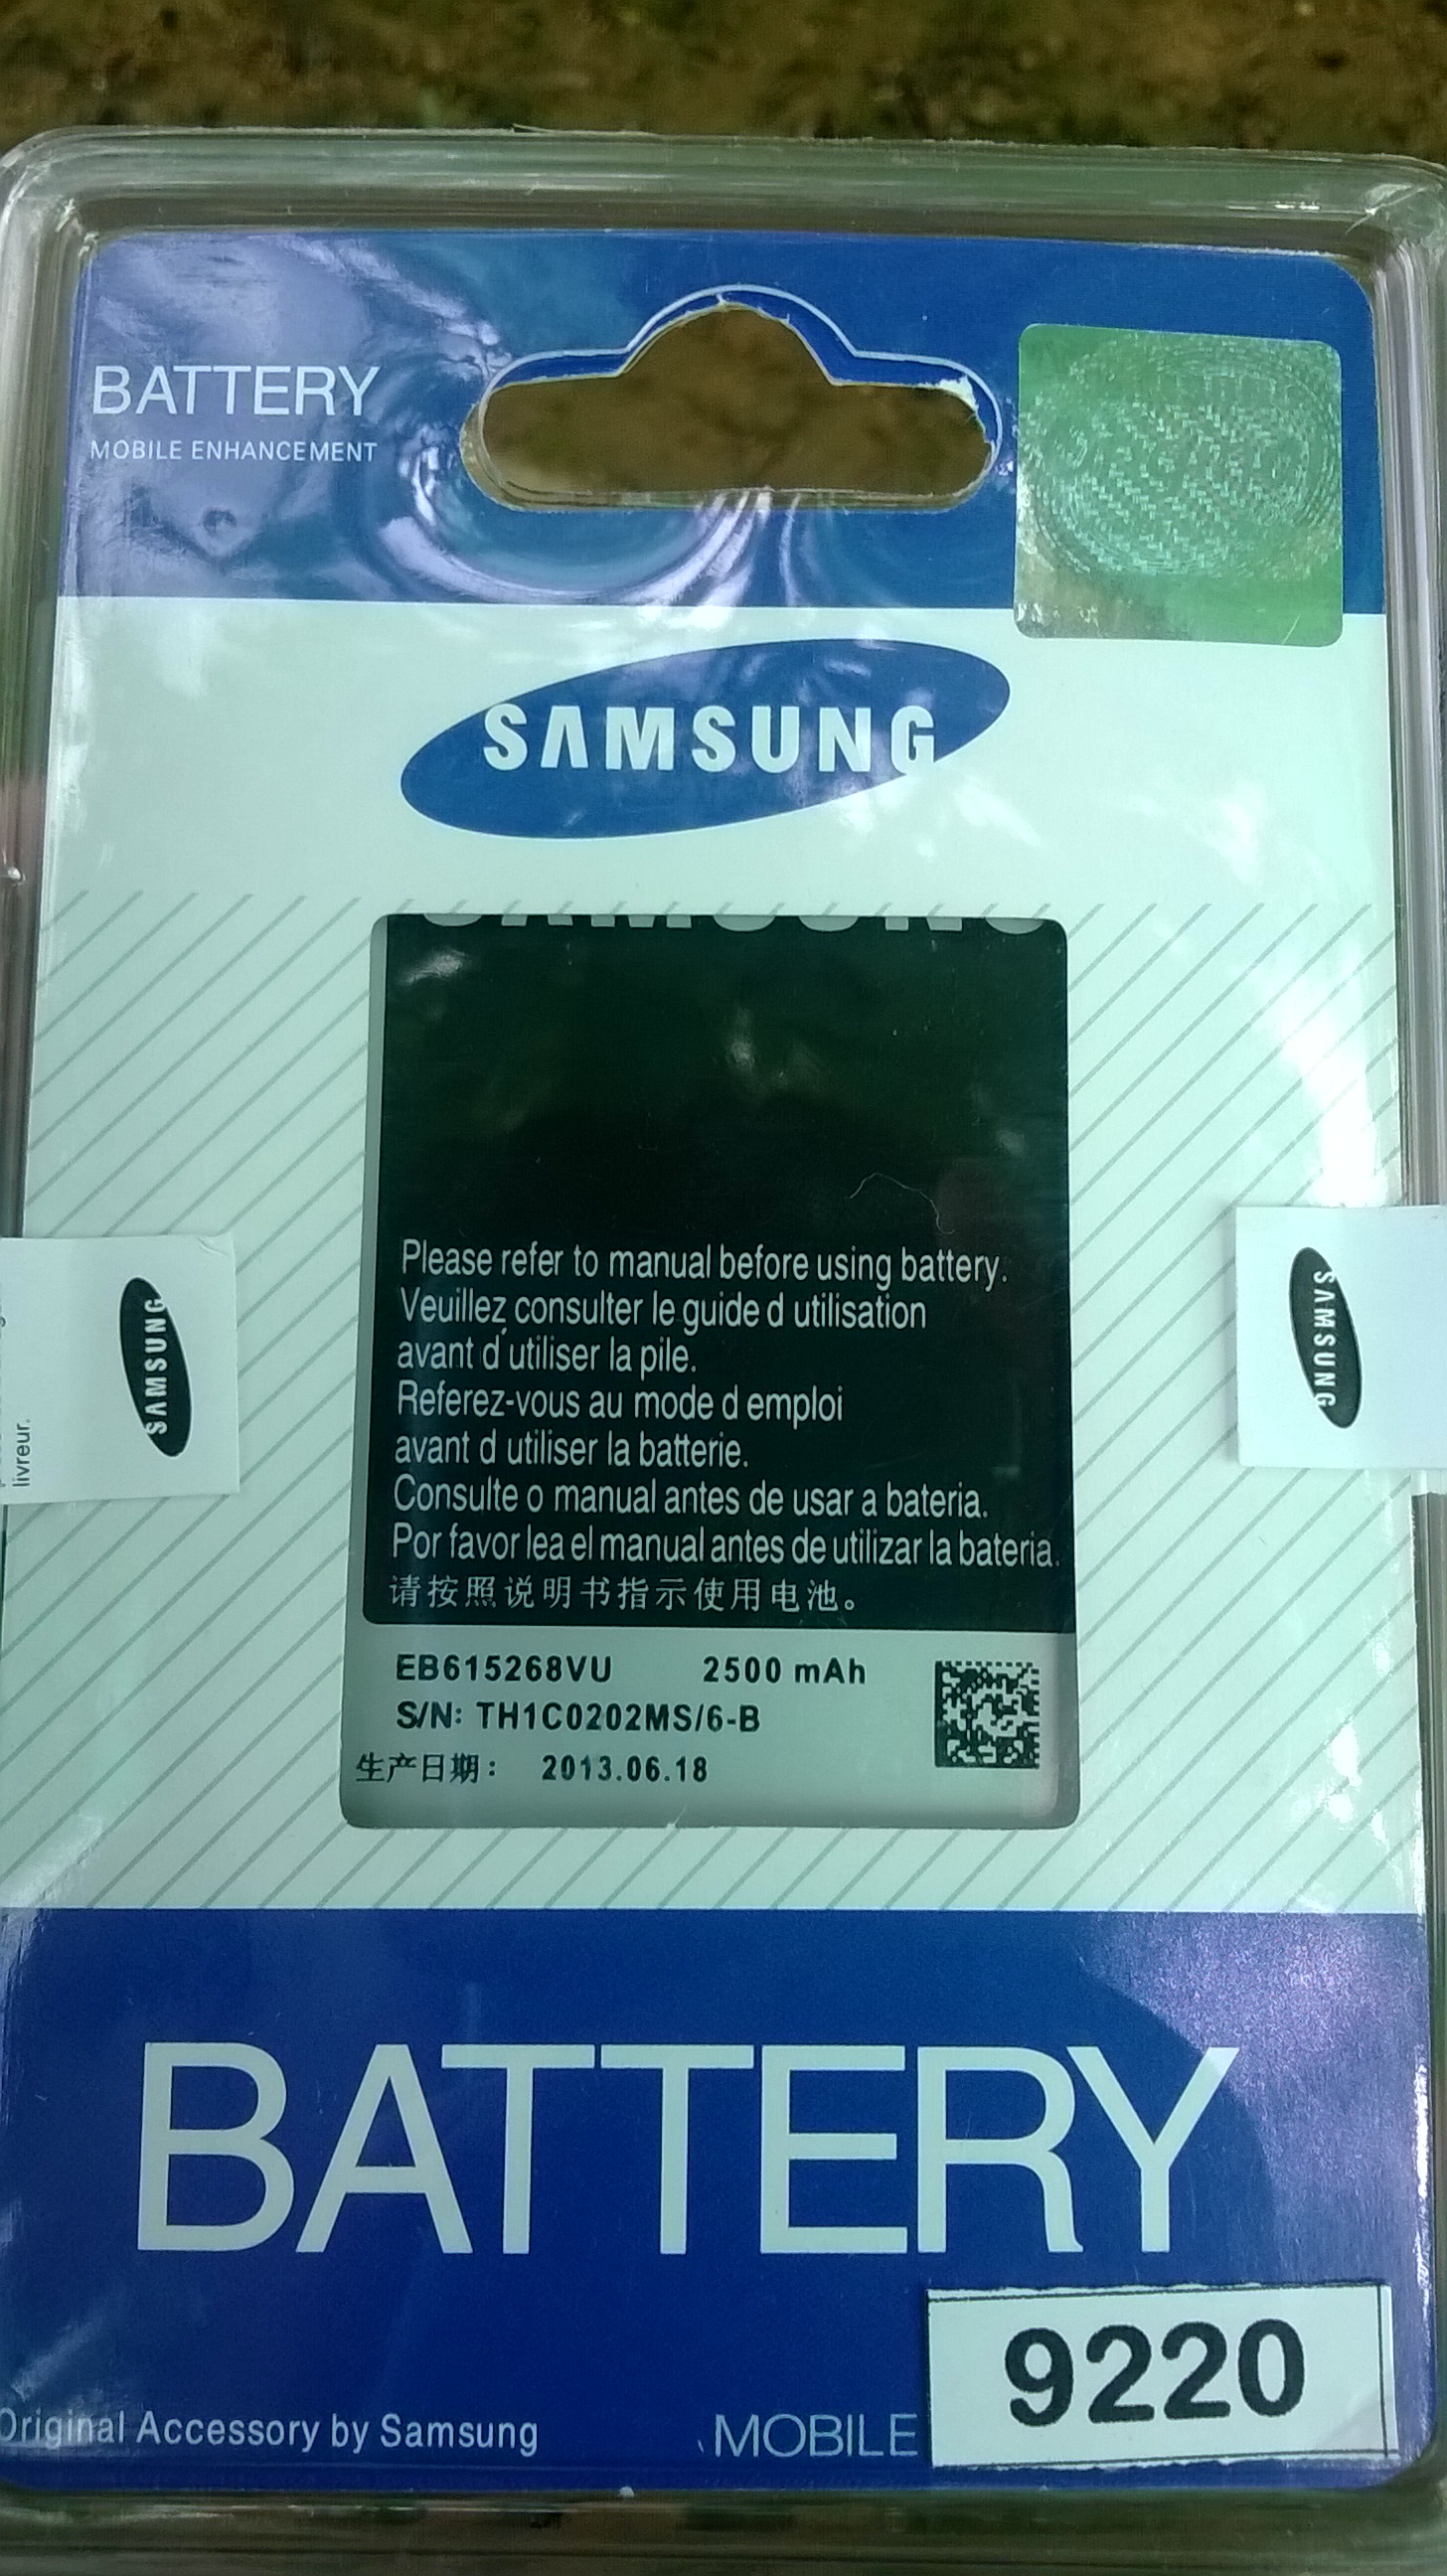 BATTERY
MOBILE ENHANCEMENT
SAMSUNG
SAMSUNG
Please refer to manual before using battery.
Veuillez consulter le guide d utilisation
avant d utiliser la pile.
Referez-vous au mode d emploi
avant d utiliser la batterie.
Consulte o manual antes de usar a bateria.
Por favor lea el manual antes de utilizar la bateria.
请按照说明书指示使用电池。
SAMSUNG
livreur.
SAMSUNG
EB615268VU 2500 mAh
S/N: TH1C0202MS/6-B
生产日期: 2013.06.18
BATTERY
9220
Original Accessory by Samsung
MOBILE